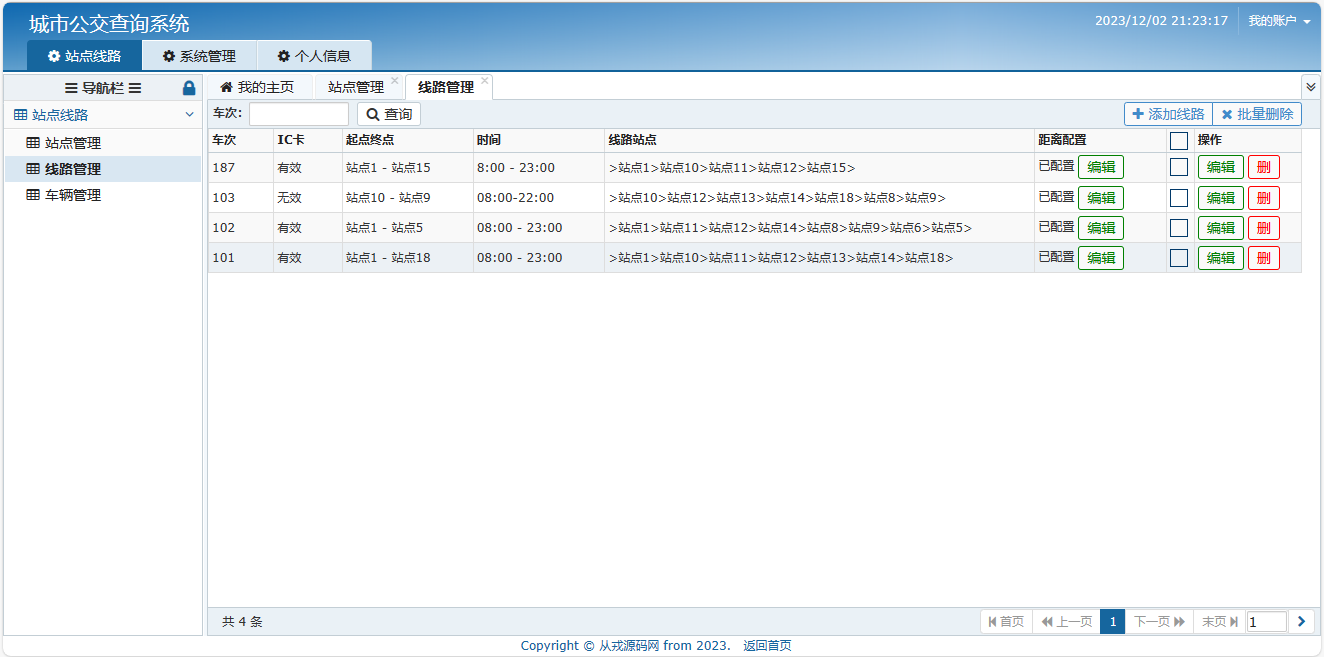 城市公交查询系统
2023/12/02 21:23:17 我的账户
站点线路 系统管理 个人信息
导航栏 我的主页 站点管理 线路管理
站点线路 车次: 查询 添加线路 批量删除
站点管理
线路管理
车辆管理
车次 IC卡 起点终点 时间 线路站点 距离配置 操作
187 有效 站点1 - 站点15 8:00 - 23:00 >站点1>站点10>站点11>站点12>站点15> 已配置 编辑 编辑 删
103 无效 站点10 - 站点9 08:00-22:00 >站点10>站点12>站点13>站点14>站点18>站点8>站点9> 已配置 编辑 编辑 删
102 有效 站点1 - 站点5 08:00 - 23:00 >站点1>站点11>站点12>站点14>站点8>站点9>站点6>站点5> 已配置 编辑 编辑 删
101 有效 站点1 - 站点18 08:00 - 23:00 >站点1>站点10>站点11>站点12>站点13>站点14>站点18> 已配置 编辑 编辑 删
共 4 条 首页 上一页 1 下一页 末页 1
Copyright © 从戎源码网 from 2023. 返回首页